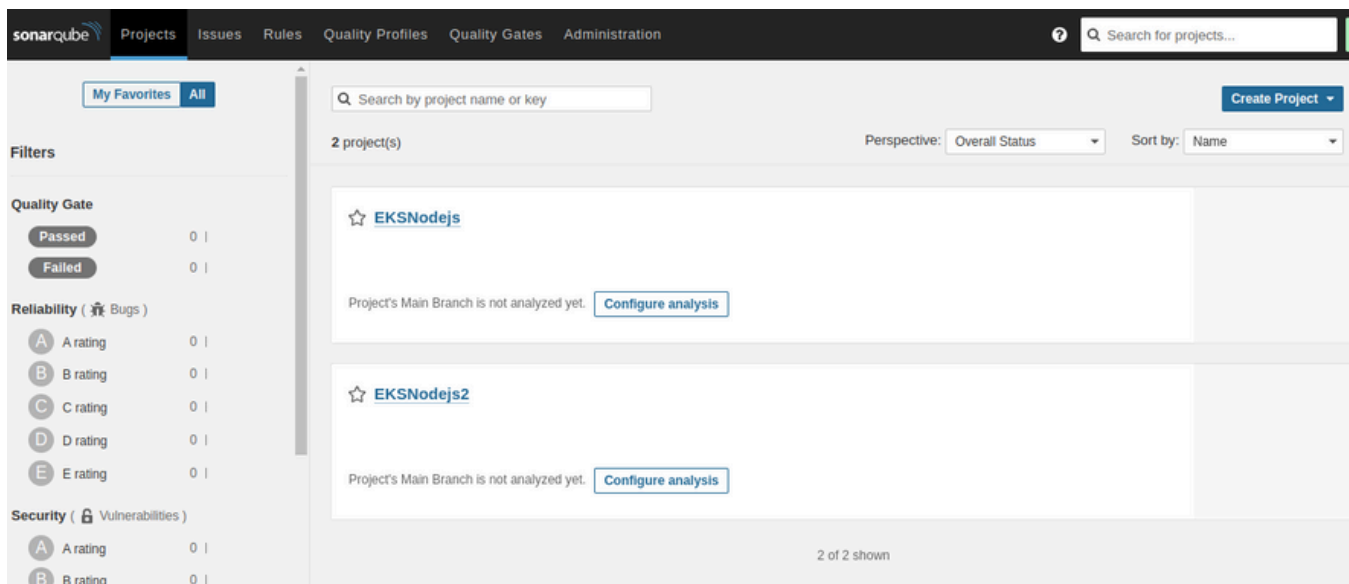 sonarqube Projects Issues Rules Quality Profiles Quality Gates Administration ? Search for projects...
My Favorites All
Search by project name or key
Create Project
2 project(s)
Perspective: Overall Status
Sort by: Name
Filters
Quality Gate
Passed 0
Failed 0
Reliability ( Bugs )
A A rating 0
B B rating 0
C C rating 0
D D rating 0
E E rating 0
Security ( Vulnerabilities )
A A rating 0
B B rating 0
EKSNodejs
Project's Main Branch is not analyzed yet. Configure analysis
EKSNodejs2
Project's Main Branch is not analyzed yet. Configure analysis
2 of 2 shown